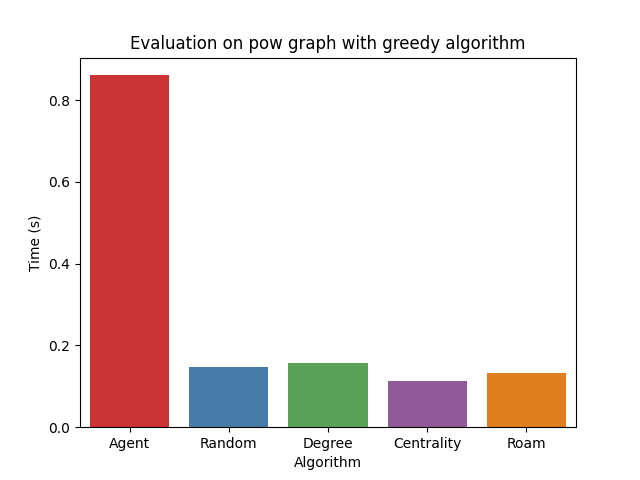 Evaluation on pow graph with greedy algorithm
Time (s)
0.8
0.6
0.4
0.2
0.0
Agent Random Degree Centrality Roam
Algorithm